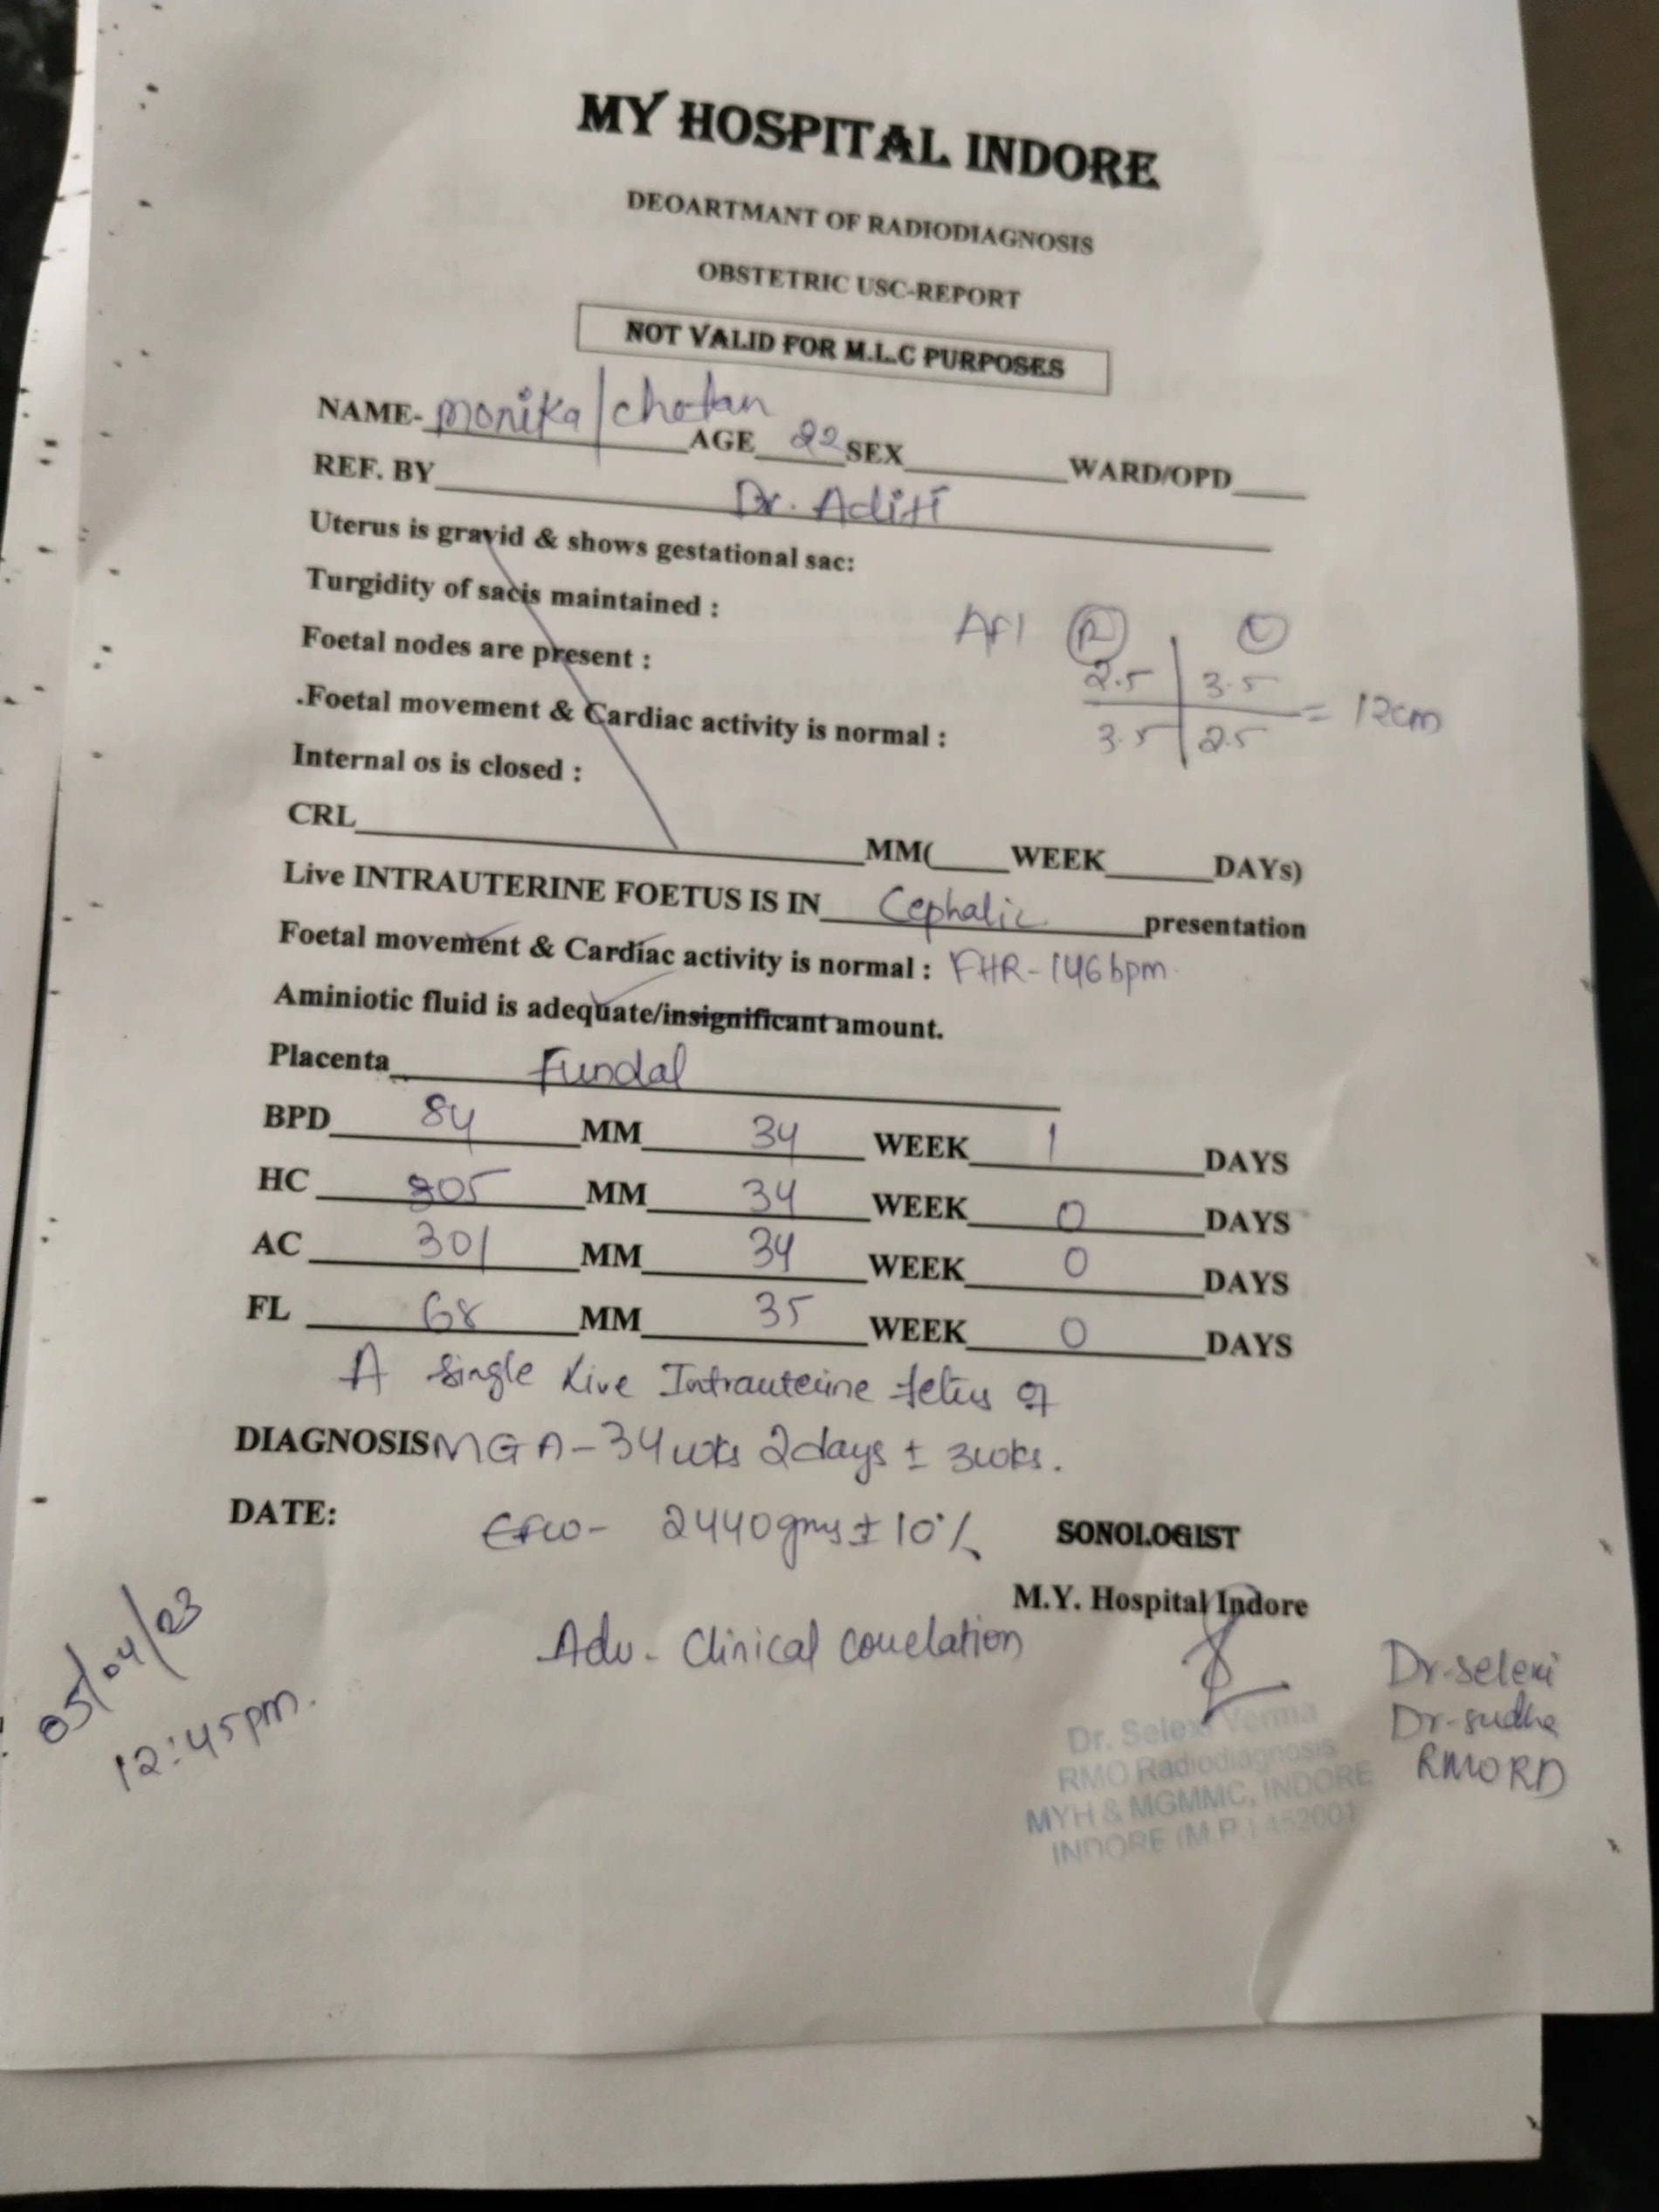 MY HOSPITAL INDORE
DEOARTMANT OF RADIODIAGNOSIS
OBSTETRIC USC-REPORT
NOT VALID FOR M.L.C PURPOSES
NAME- monika/chetan AGE 22 SEX WARD/OPD
REF. BY Dr. Aditi
Uterus is gravid & shows gestational sac:
Turgidity of sacis maintained :
Foetal nodes are present :
AFI R L
2.5 3.5
3.5 2.5 = 12cm
.Foetal movement & Cardiac activity is normal :
Internal os is closed :
CRL MM( WEEK DAYs)
Live INTRAUTERINE FOETUS IS IN Cephalic presentation
Foetal movement & Cardiac activity is normal : FHR-146bpm
Aminiotic fluid is adequate/insignificant amount.
Placenta Fundal
BPD 84 MM 34 WEEK 1 DAYS
HC 305 MM 34 WEEK 0 DAYS
AC 301 MM 34 WEEK 0 DAYS
FL 68 MM 35 WEEK 0 DAYS
A Single Live Intrauterine fetus of
DIAGNOSIS MGA-34 wks 2days ± 3wks.
DATE: EFW- 2440gms ± 10% SONOLOGIST
M.Y. Hospital Indore
05/04/23
12:45pm.
Adv- Clinical correlation
Dr. Selexi Verma
RMO Radiodiagnosis
MYH & MGMMC, INDORE
INDORE (M.P.) 452001
Dr-selexi
Dr-sudha
RMO RD